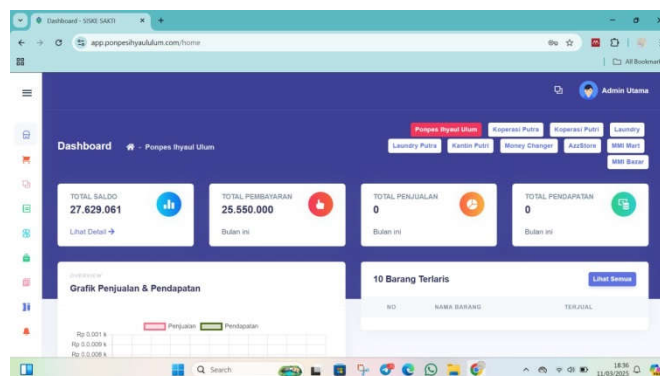 Dashboard - SISKE SAKTI
app.ponpesihyaululum.com/home
All Bookmark
Admin Utama
Dashboard - Ponpes Ihyaul Ulum
Ponpes Ihyaul Ulum Koperasi Putra Koperasi Putri Laundry
Laundry Putra Kantin Putri Money Changer AzzStore MMI Mart
MMI Bazar
TOTAL SALDO
27.629.061
Lihat Detail
TOTAL PEMBAYARAN
25.550.000
Bulan ini
TOTAL PENJUALAN
0
Bulan ini
TOTAL PENDAPATAN
0
Bulan ini
OVERVIEW
Grafik Penjualan & Pendapatan
Penjualan Pendapatan
Rp 0.001 k
Rp 0.0.009 k
Rp 0.0.008 k
10 Barang Terlaris
Lihat Semua
NO NAMA BARANG TERJUAL
Search
18:36
11/03/2025